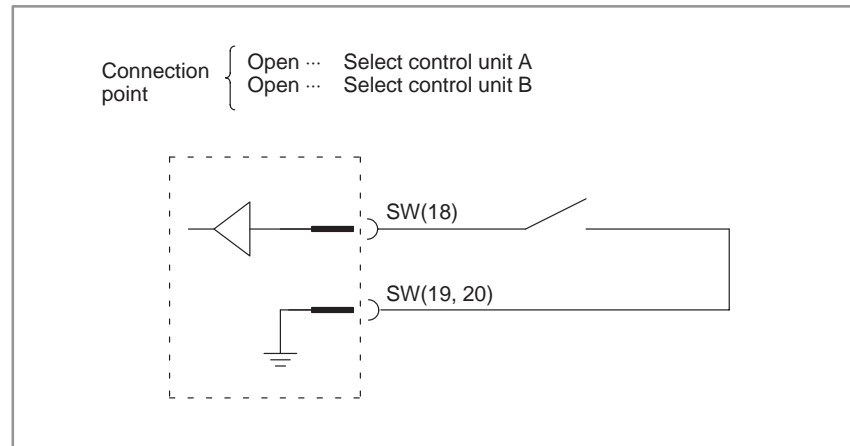 Connection point
Open ··· Select control unit A
Open ··· Select control unit B
SW(18)
SW(19, 20)